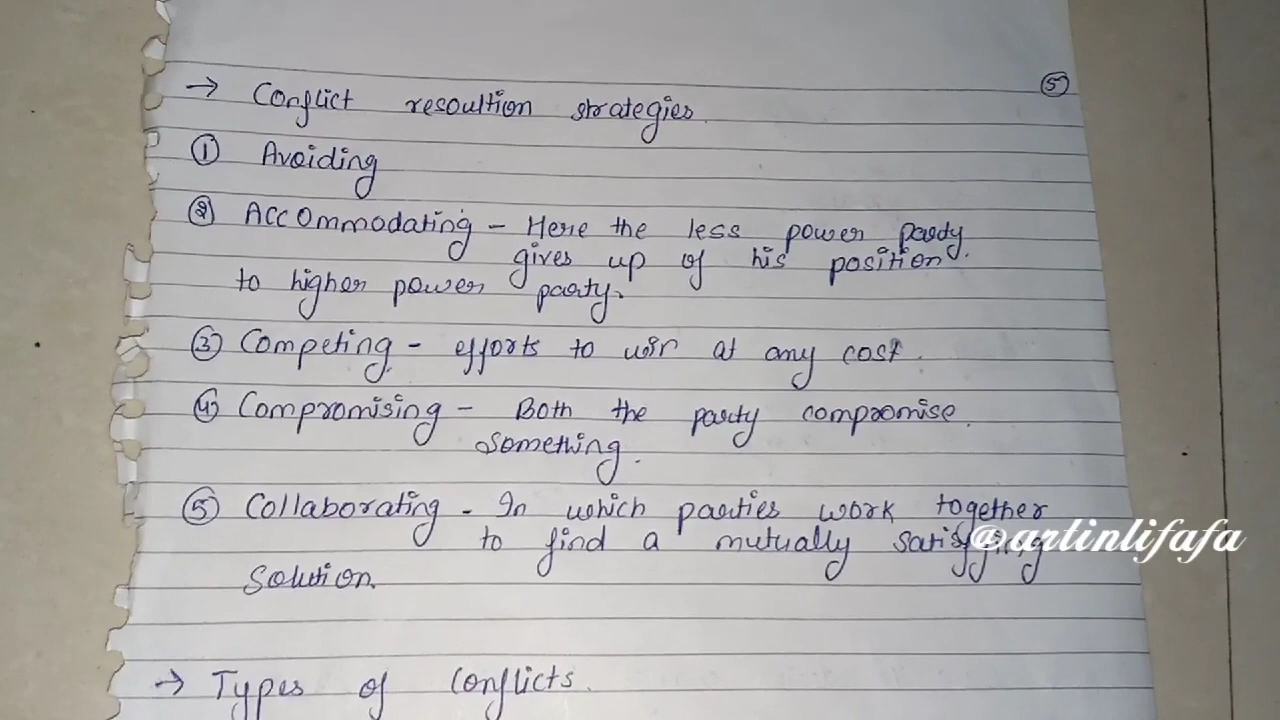 → Conflict resoultion strategies.
⑤
① Avoiding
② Accommodating - Here the less power party
gives up of his position.
to higher power party.
③ Competing - efforts to win at any cost.
④ Compromising - Both the party compromise.
something.
⑤ Collaborating - In which parties work together
to find a mutually satisfying
@artinlifafa
solution.
→ Types of Conflicts.